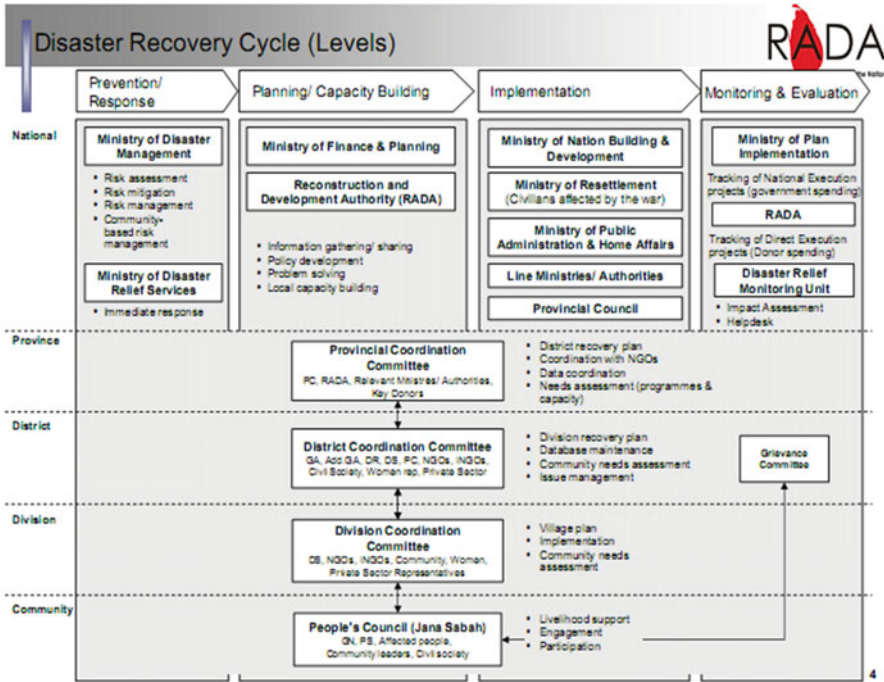 Disaster Recovery Cycle (Levels)
RADA
the Nation
Prevention/
Response
Planning/ Capacity Building
Implementation
Monitoring & Evaluation
National
Ministry of Disaster
Management
• Risk assessment
• Risk mitigation
• Risk management
• Community-
based risk
management
Ministry of Disaster
Relief Services
• Immediate response
Ministry of Finance & Planning
Reconstruction and
Development Authority (RADA)
• Information gathering/ sharing
• Policy development
• Problem solving
• Local capacity building
Ministry of Nation Building &
Development
Ministry of Resettlement
(Civilians affected by the war)
Ministry of Public
Administration & Home Affairs
Line Ministries/ Authorities
Provincial Council
Ministry of Plan
Implementation
Tracking of National Execution
projects (government spending)
RADA
Tracking of Direct Execution
projects (Donor spending)
Disaster Relief
Monitoring Unit
• Impact Assessment
• Helpdesk
Province
Provincial Coordination
Committee
PC, RADA, Relevant Ministries/ Authorities,
Key Donors
• District recovery plan
• Coordination with NGOs
• Data coordination
• Needs assessment (programmes &
capacity)
District
District Coordination Committee
GA, Add.GA, DR, DS, PC, NGOs, INGOs,
Civil Society, Women rep, Private Sector
• Division recovery plan
• Database maintenance
• Community needs assessment
• Issue management
Grievance
Committee
Division
Division Coordination
Committee
DS, NGOs, INGOs, Community, Women,
Private Sector Representatives
• Village plan
• Implementation
• Community needs
assessment
Community
People's Council (Jana Sabah)
GN, PS, Affected people,
Community leaders, Civil society
• Livelihood support
• Engagement
• Participation
4